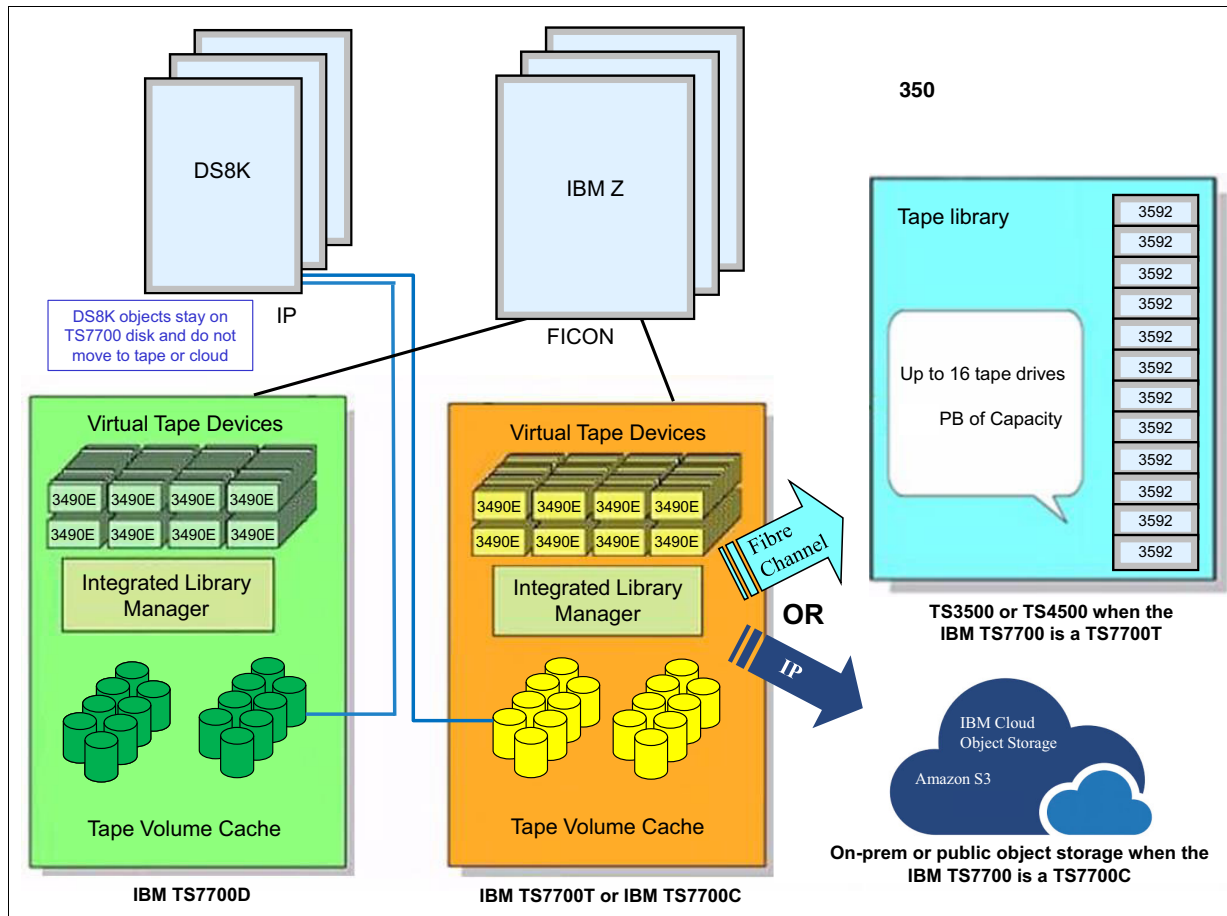 DS8K
IBM Z
350
DS8K objects stay on
TS7700 disk and do not
move to tape or cloud
IP
FICON
Tape library
3592
3592
3592
3592
3592
3592
3592
3592
3592
3592
3592
3592
Up to 16 tape drives
PB of Capacity
TS3500 or TS4500 when the
IBM TS7700 is a TS7700T
Virtual Tape Devices
3490E 3490E 3490E 3490E
3490E 3490E 3490E 3490E
Integrated Library
Manager
Tape Volume Cache
IBM TS7700D
Virtual Tape Devices
3490E 3490E 3490E 3490E
3490E 3490E 3490E 3490E
Integrated Library
Manager
Tape Volume Cache
IBM TS7700T or IBM TS7700C
Fibre
Channel
OR
IP
IBM Cloud
Object Storage
Amazon S3
On-prem or public object storage when the
IBM TS7700 is a TS7700C